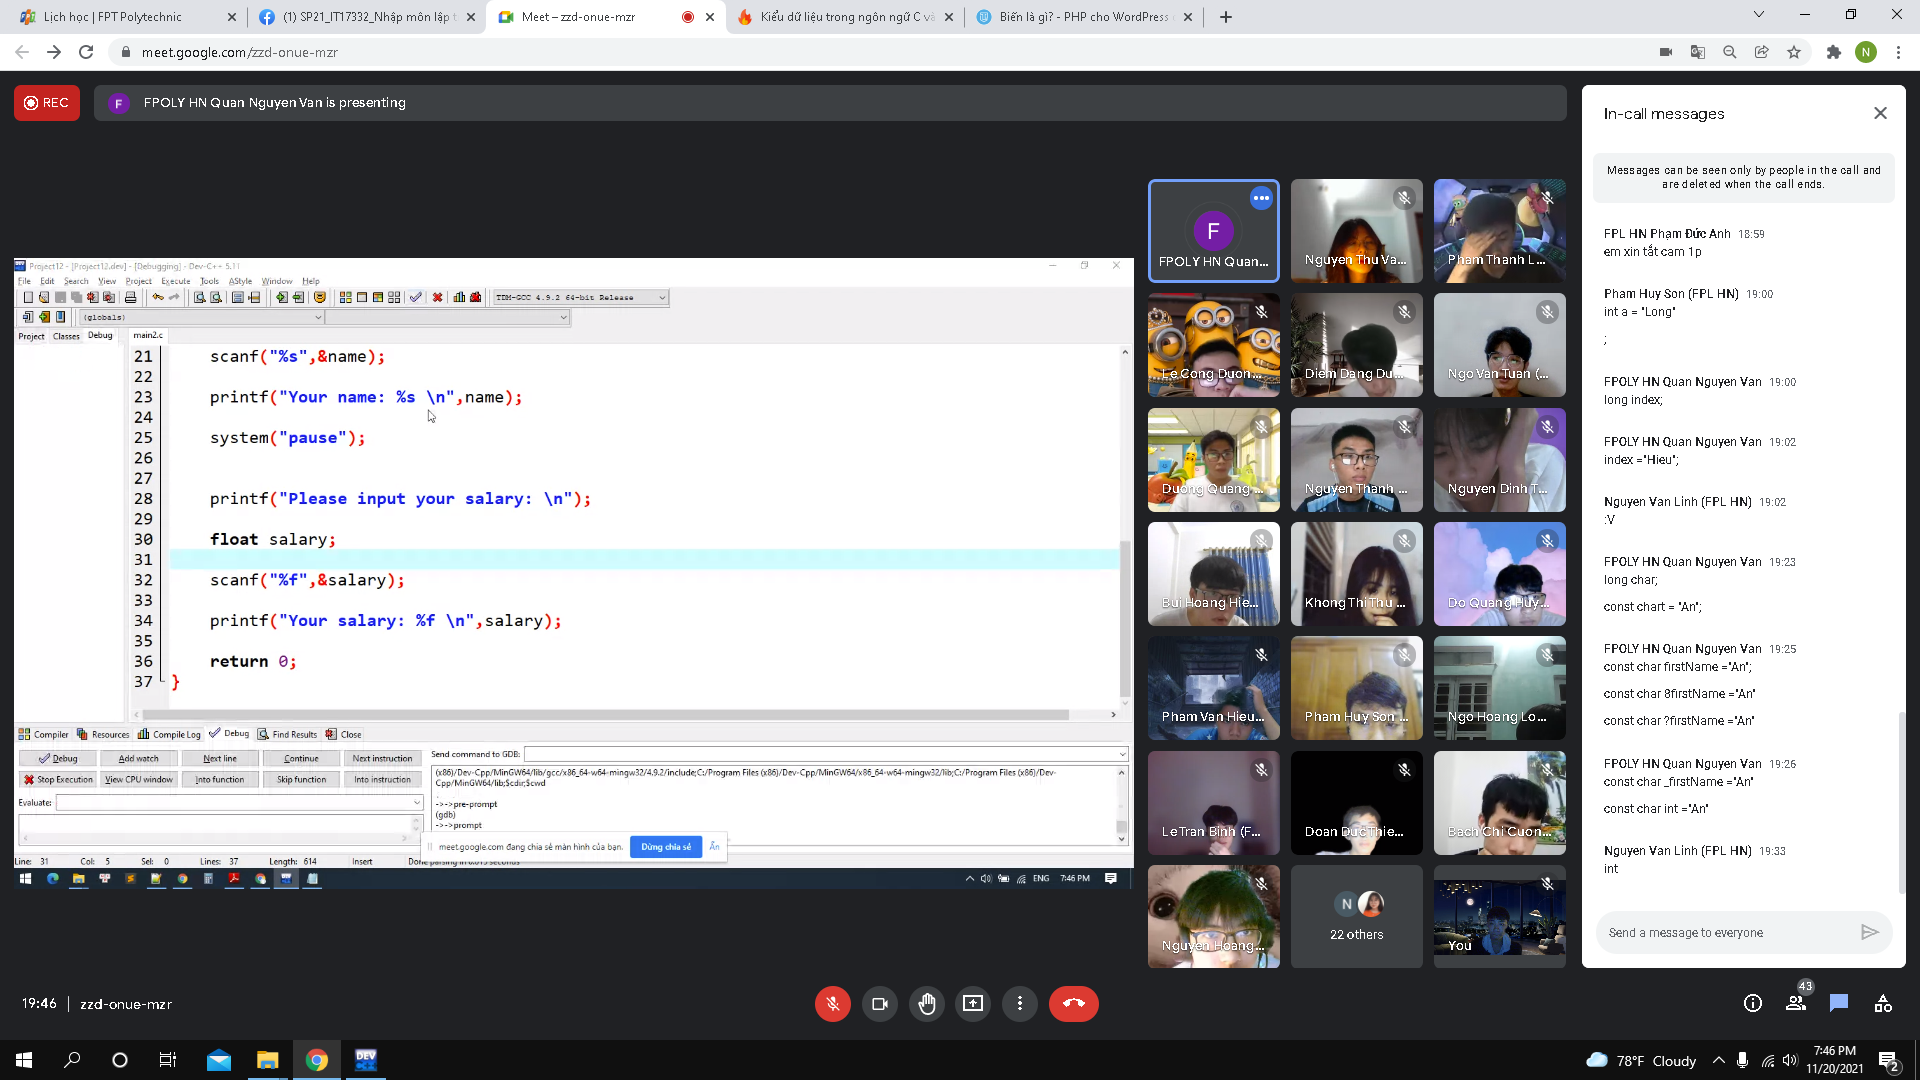 Lịch học | FPT Polytechnic
(1) SP21_IT17332_Nhập môn lập t
Meet – zzd-onue-mzr
Kiểu dữ liệu trong ngôn ngữ C và
Biến là gì? - PHP cho WordPress
meet.google.com/zzd-onue-mzr
N
REC
F
FPOLY HN Quan Nguyen Van is presenting
Project12 - [Project12.dev] - [Debugging] - Dev-C++ 5.11
File Edit Search View Project Execute Tools AStyle Window Help
TDM-GCC 4.9.2 64-bit Release
(globals)
Project Classes Debug
main2.c
21 scanf("%s",&name);
22
23 printf("Your name: %s \n",name);
24
25 system("pause");
26
27
28 printf("Please input your salary: \n");
29
30 float salary;
31
32 scanf("%f",&salary);
33
34 printf("Your salary: %f \n",salary);
35
36 return 0;
37 }
Compiler Resources Compile Log Debug Find Results Close
Debug Add watch Next line Continue Next instruction
Stop Execution View CPU window Into function Skip function Into instruction
Evaluate:
Send command to GDB:
(x86)/Dev-Cpp/MinGW64/lib/gcc/x86_64-w64-mingw32/4.9.2/include;C:/Program Files (x86)/Dev-Cpp/MinGW64/x86_64-w64-mingw32/lib;C:/Program Files (x86)/Dev-
Cpp/MinGW64/lib;$cdir;$cwd
->->pre-prompt
(gdb)
->->prompt
meet.google.com đang chia sẻ màn hình của bạn. Dừng chia sẻ Ẩn
Line: 31 Col: 5 Sel: 0 Lines: 37 Length: 614 Insert Done parsing in
ENG 7:46 PM
F
FPOLY HN Quan...
Nguyen Thu Va...
Pham Thanh L...
Le Cong Duon...
Diem Dang Du...
Ngo Van Tuan (...
Duong Quang ...
Nguyen Thanh ...
Nguyen Dinh T...
Bui Hoang Hie...
Khong Thi Thu ...
Do Quang Huy...
Pham Van Hieu...
Pham Huy Son ...
Ngo Hoang Lo...
Le Tran Binh (F...
Doan Duc Thie...
Bach Chi Cuon...
Nguyen Hoang...
N
22 others
You
In-call messages
Messages can be seen only by people in the call and
are deleted when the call ends.
FPL HN Phạm Đức Anh 18:59
em xin tắt cam 1p
Pham Huy Son (FPL HN) 19:00
int a = "Long"
;
FPOLY HN Quan Nguyen Van 19:00
long index;
FPOLY HN Quan Nguyen Van 19:02
index ="Hieu";
Nguyen Van Linh (FPL HN) 19:02
:V
FPOLY HN Quan Nguyen Van 19:23
long char;
const chart = "An";
FPOLY HN Quan Nguyen Van 19:25
const char firstName ="An";
const char 8firstName ="An"
const char ?firstName ="An"
FPOLY HN Quan Nguyen Van 19:26
const char _firstName ="An"
const char int ="An"
Nguyen Van Linh (FPL HN) 19:33
int
Send a message to everyone
19:46 | zzd-onue-mzr
43
DEV
C++
78°F Cloudy
7:46 PM
11/20/2021
2